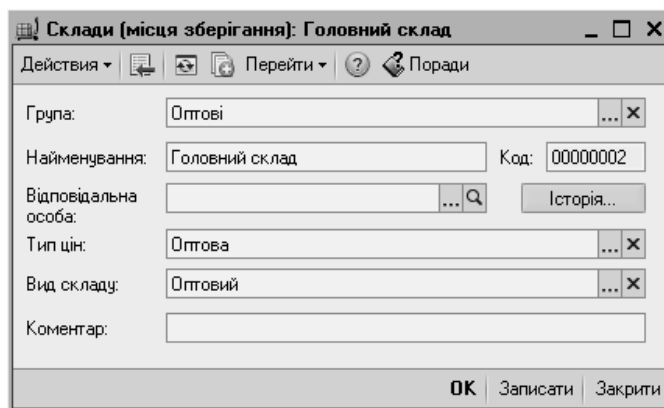 Склади (місця зберігання): Головний склад
Действия Перейти Поради
Група: Оптові ...
Найменування: Головний склад Код: 00000002
Відповідальна особа: ... Історія...
Тип цін: Оптова ...
Вид складу: Оптовий ...
Коментар:
OK Записати Закрити